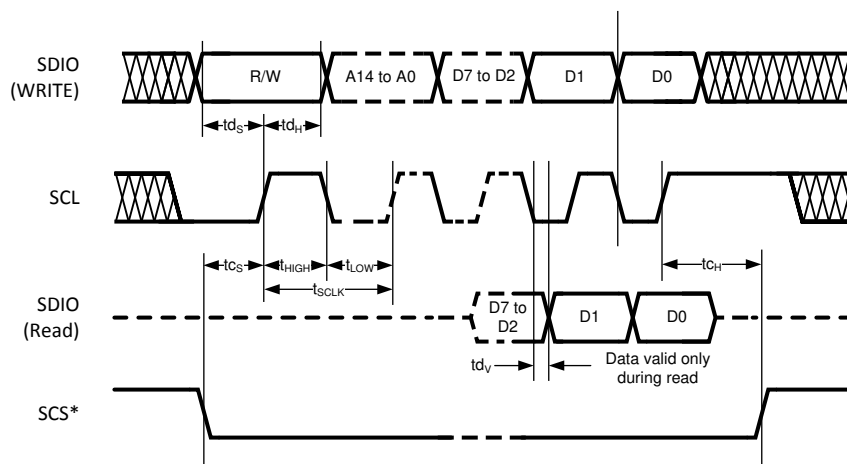 SDIO
(WRITE)
R/W
A14 to A0
D7 to D2
D1
D0
tdS
tdH
SCL
tcS
tHIGH
tLOW
tcH
tSCLK
SDIO
(Read)
D7 to
D2
D1
D0
tdV
Data valid only
during read
SCS*